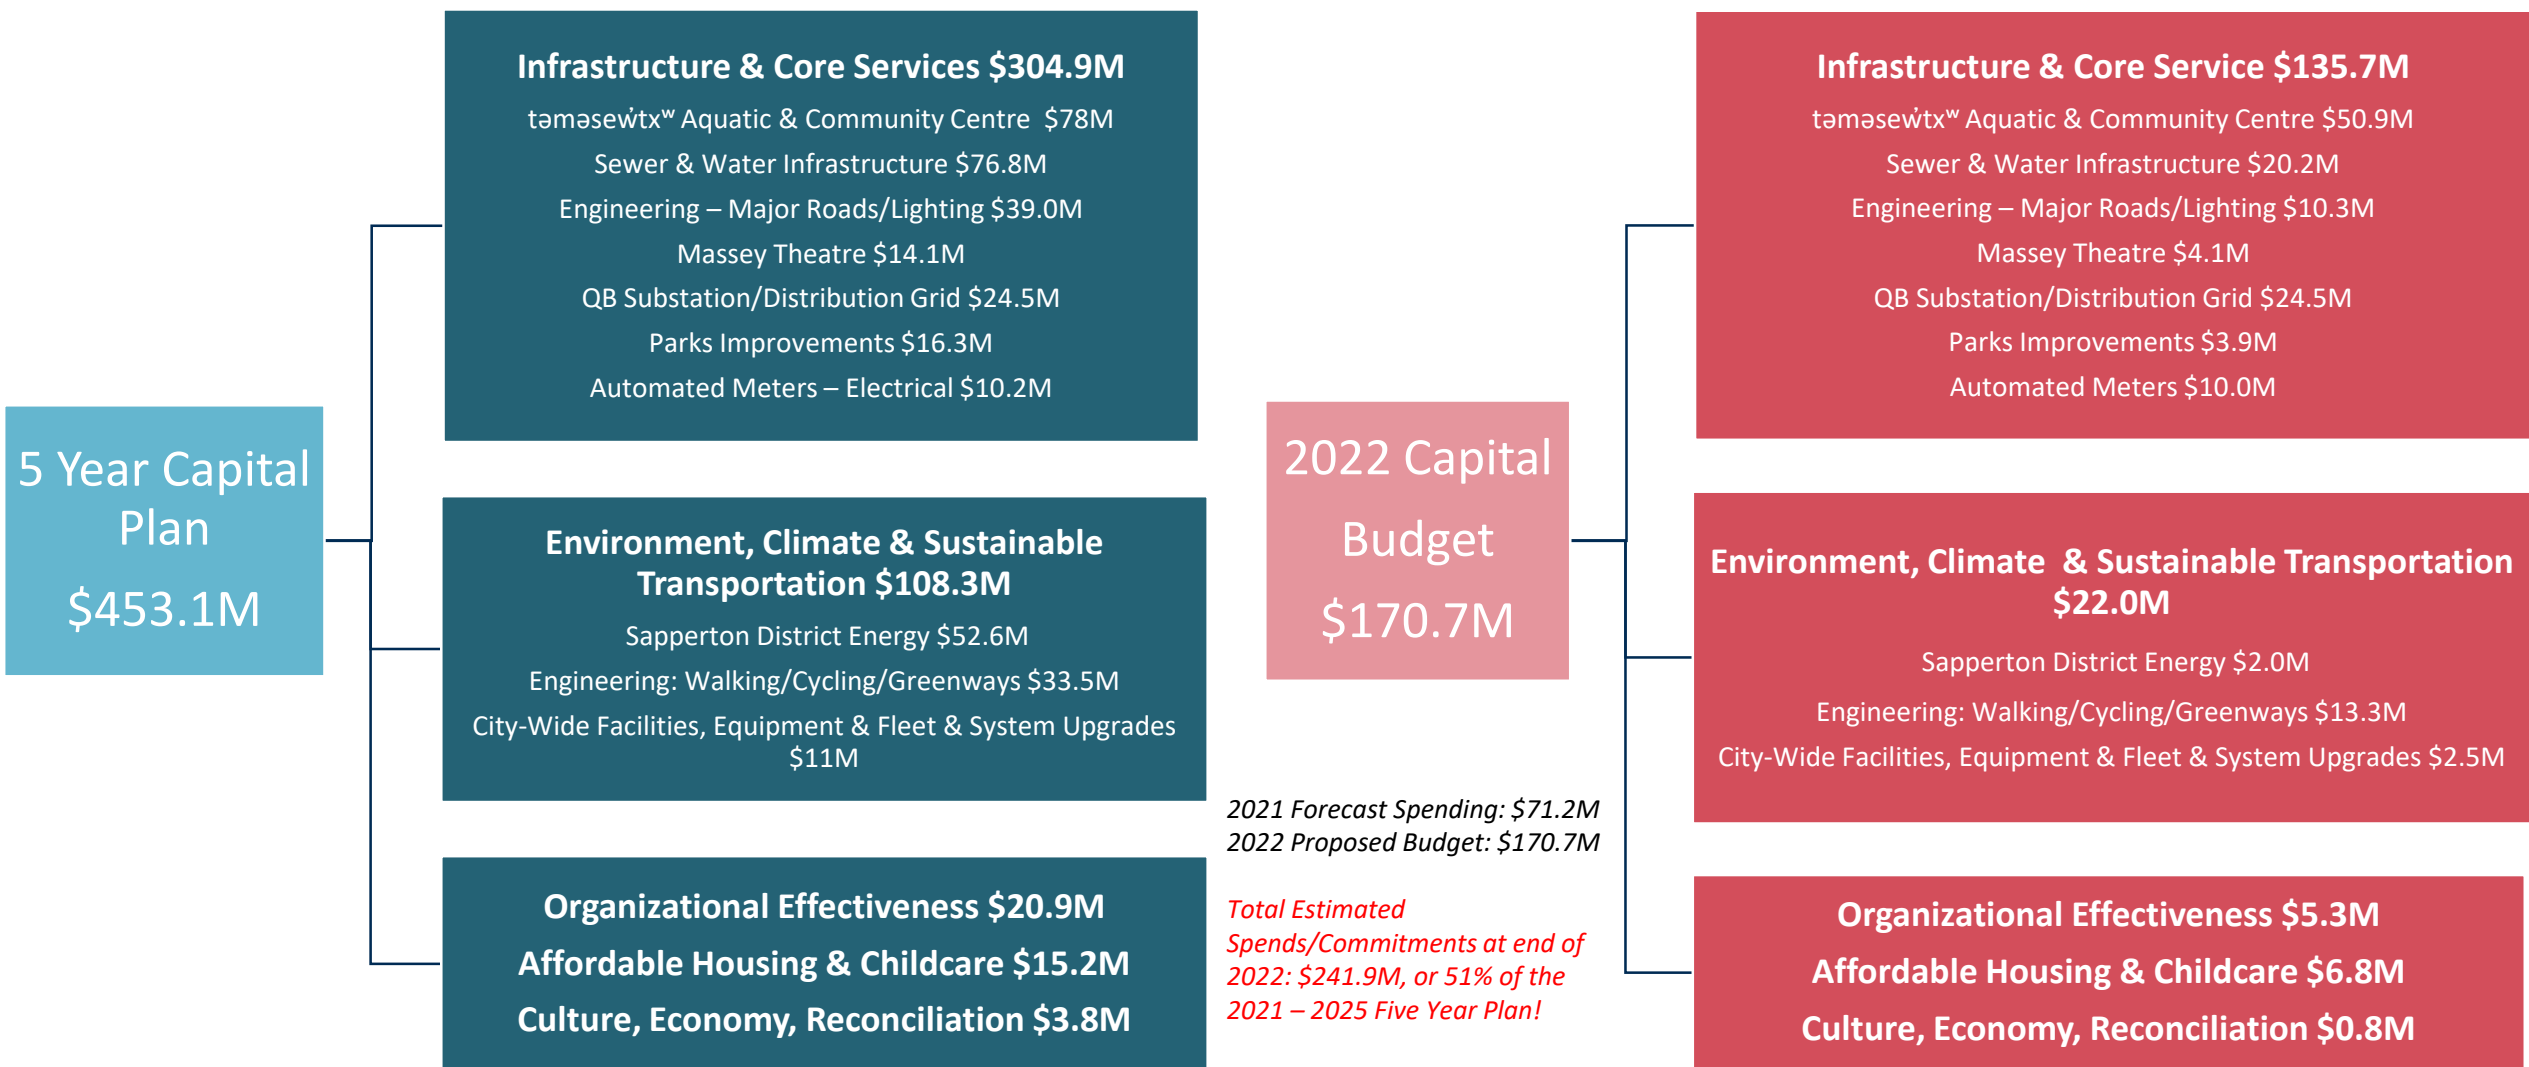 5 Year Capital
Plan
$453.1M
Infrastructure & Core Services $304.9M
təməsew̓txʷ Aquatic & Community Centre $78M
Sewer & Water Infrastructure $76.8M
Engineering – Major Roads/Lighting $39.0M
Massey Theatre $14.1M
QB Substation/Distribution Grid $24.5M
Parks Improvements $16.3M
Automated Meters – Electrical $10.2M
Environment, Climate & Sustainable
Transportation $108.3M
Sapperton District Energy $52.6M
Engineering: Walking/Cycling/Greenways $33.5M
City-Wide Facilities, Equipment & Fleet & System Upgrades
$11M
Organizational Effectiveness $20.9M
Affordable Housing & Childcare $15.2M
Culture, Economy, Reconciliation $3.8M
2022 Capital
Budget
$170.7M
2021 Forecast Spending: $71.2M
2022 Proposed Budget: $170.7M
Total Estimated
Spends/Commitments at end of
2022: $241.9M, or 51% of the
2021 – 2025 Five Year Plan!
Infrastructure & Core Service $135.7M
təməsew̓txʷ Aquatic & Community Centre $50.9M
Sewer & Water Infrastructure $20.2M
Engineering – Major Roads/Lighting $10.3M
Massey Theatre $4.1M
QB Substation/Distribution Grid $24.5M
Parks Improvements $3.9M
Automated Meters $10.0M
Environment, Climate & Sustainable Transportation
$22.0M
Sapperton District Energy $2.0M
Engineering: Walking/Cycling/Greenways $13.3M
City-Wide Facilities, Equipment & Fleet & System Upgrades $2.5M
Organizational Effectiveness $5.3M
Affordable Housing & Childcare $6.8M
Culture, Economy, Reconciliation $0.8M